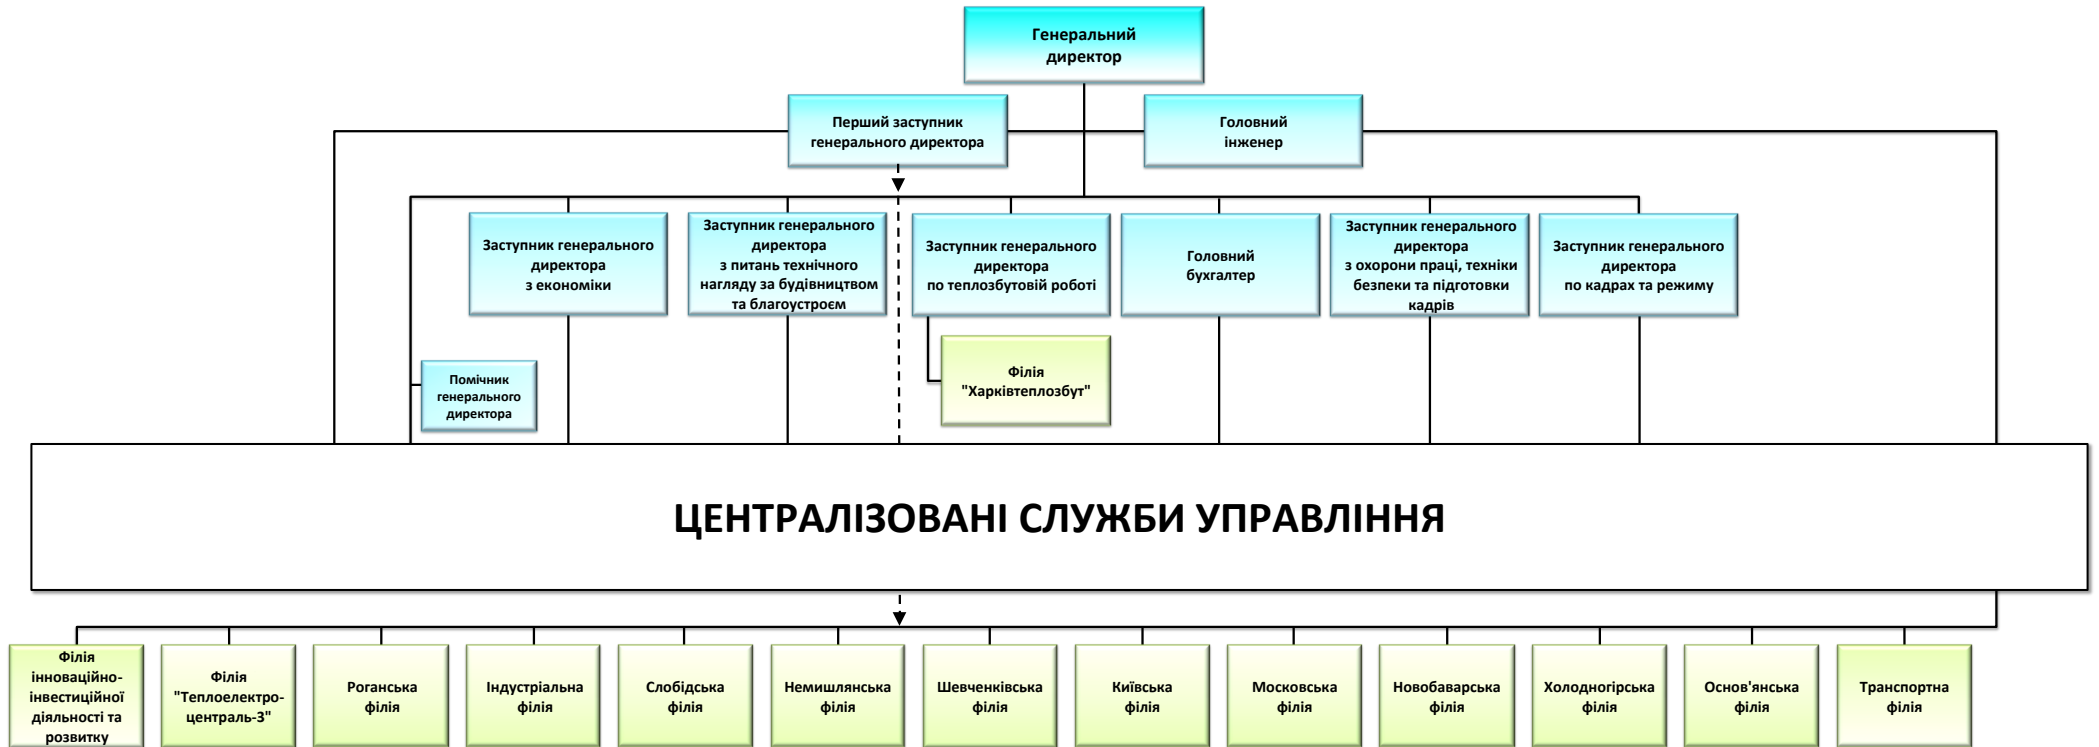 Генеральний
директор
Перший заступник
генерального директора
Головний
інженер
Заступник генерального
директора
з економіки
Заступник генерального
директора
з питань технічного
нагляду за будівництвом
та благоустроєм
Заступник генерального
директора
по теплозбутовій роботі
Головний
бухгалтер
Заступник генерального
директора
з охорони праці, техніки
безпеки та підготовки
кадрів
Заступник генерального
директора
по кадрах та режиму
Помічник
генерального
директора
Філія
"Харківтеплозбут"
ЦЕНТРАЛІЗОВАНІ СЛУЖБИ УПРАВЛІННЯ
Філія
інноваційно-
інвестиційної
діяльності та
розвитку
Філія
"Теплоелектро-
централь-3"
Роганська
філія
Індустріальна
філія
Слобідська
філія
Немишлянська
філія
Шевченківська
філія
Київська
філія
Московська
філія
Новобаварська
філія
Холодногірська
філія
Основ'янська
філія
Транспортна
філія